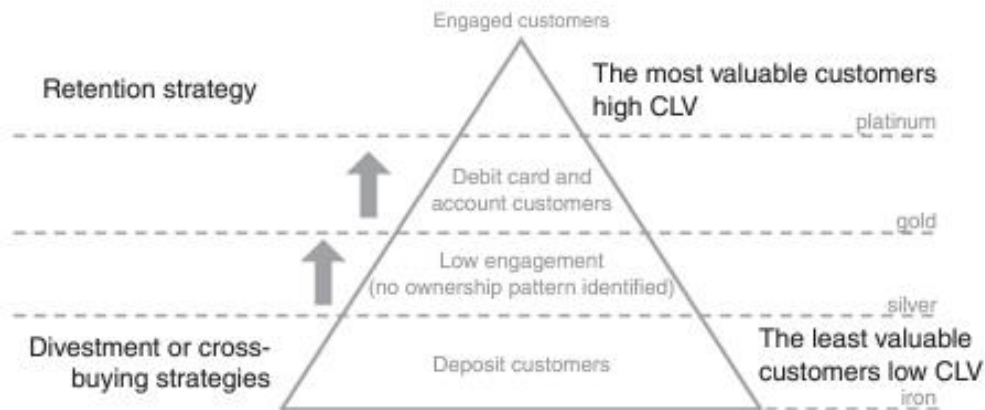 Engaged customers
Retention strategy
The most valuable customers
high CLV
platinum
Debit card and
account customers
gold
Low engagement
(no ownership pattern identified)
silver
Divestment or cross-
buying strategies
Deposit customers
The least valuable
customers low CLV
iron